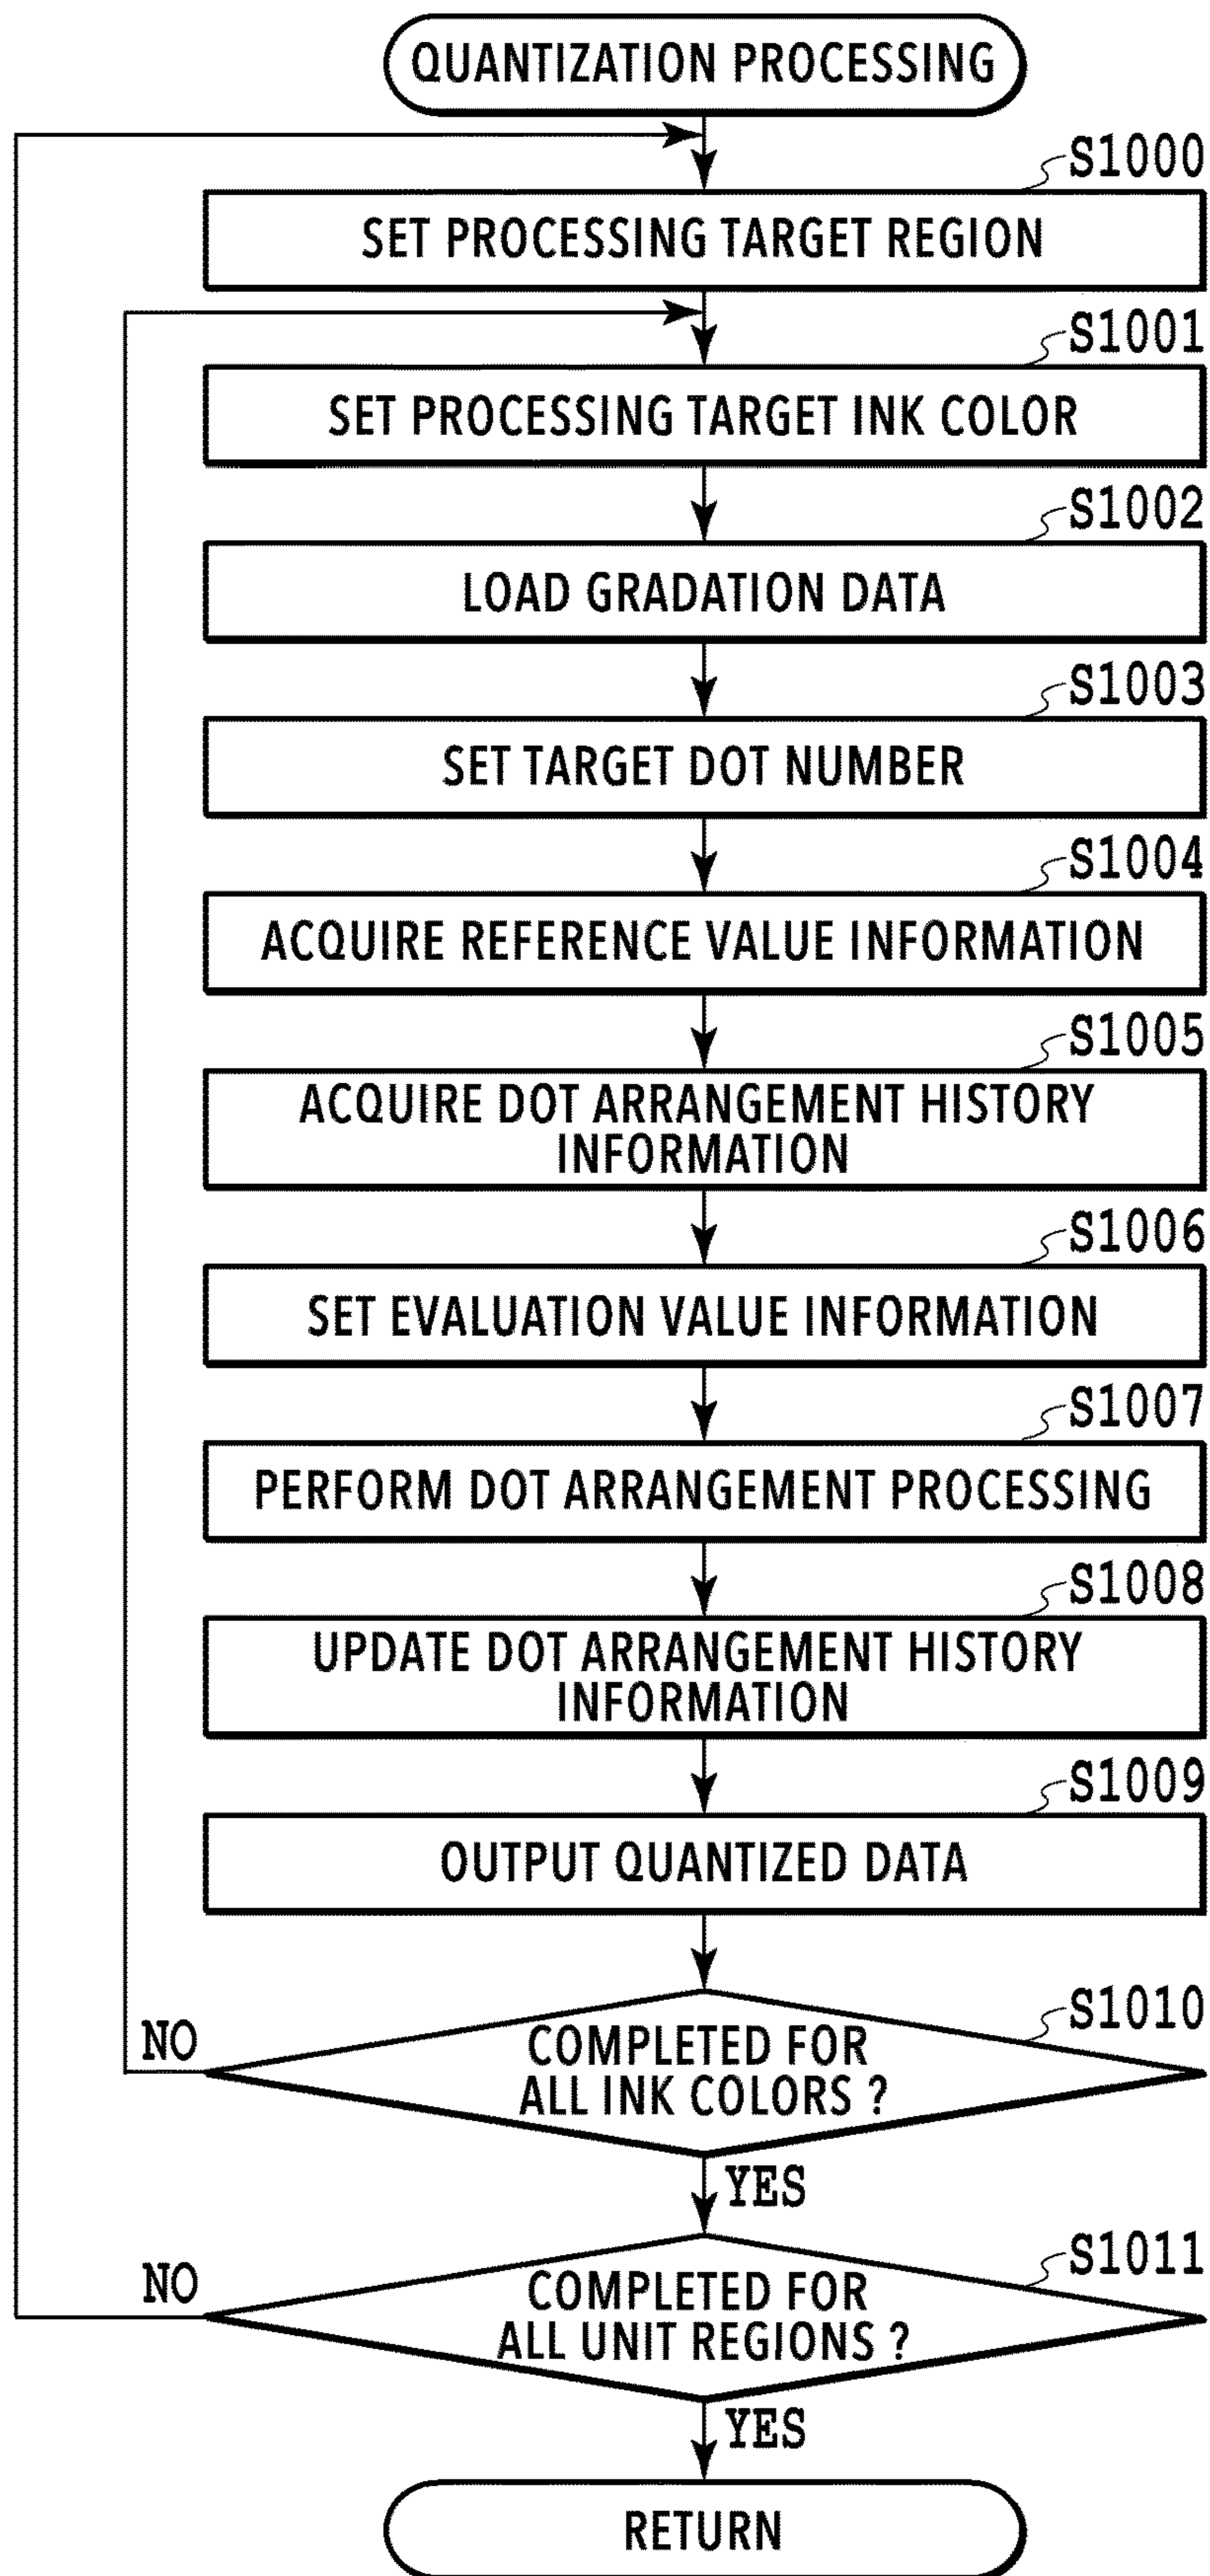 QUANTIZATION PROCESSING
S1000
SET PROCESSING TARGET REGION
S1001
SET PROCESSING TARGET INK COLOR
S1002
LOAD GRADATION DATA
S1003
SET TARGET DOT NUMBER
S1004
ACQUIRE REFERENCE VALUE INFORMATION
S1005
ACQUIRE DOT ARRANGEMENT HISTORY
INFORMATION
S1006
SET EVALUATION VALUE INFORMATION
S1007
PERFORM DOT ARRANGEMENT PROCESSING
S1008
UPDATE DOT ARRANGEMENT HISTORY
INFORMATION
S1009
OUTPUT QUANTIZED DATA
S1010
NO
COMPLETED FOR
ALL INK COLORS ?
YES
S1011
NO
COMPLETED FOR
ALL UNIT REGIONS ?
YES
RETURN